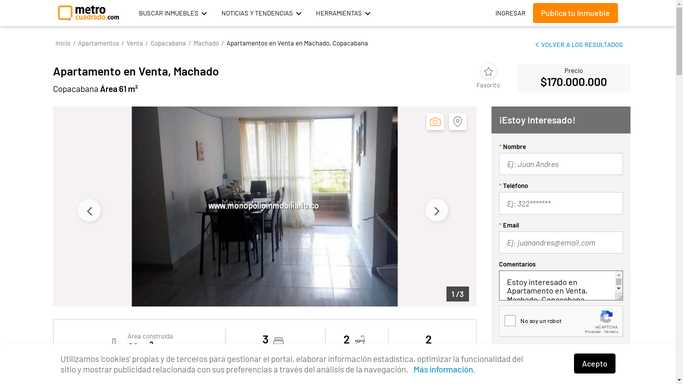 metro
cuadrado.com
BUSCAR INMUEBLES
NOTICIAS Y TENDENCIAS
HERRAMIENTAS
INGRESAR
Publica tu Inmueble
Inicio / Apartamentos / Venta / Copacabana / Machado / Apartamentos en Venta en Machado, Copacabana
VOLVER A LOS RESULTADOS
Apartamento en Venta, Machado
Copacabana Área 61 m²
Favorito
Precio
$170.000.000
www.monopolioinmobiliario.co
1 /3
¡Estoy Interesado!
* Nombre
Ej: Juan Andres
* Teléfono
Ej: 322*******
* Email
Ej: juanandres@email.com
Comentarios
Estoy interesado en
Apartamento en Venta,
Machado, Copacabana
No soy un robot
reCAPTCHA
Privacidad - Términos
Área construida
3
2
2
Utilizamos 'cookies' propias y de terceros para gestionar el portal, elaborar información estadística, optimizar la funcionalidad del
sitio y mostrar publicidad relacionada con sus preferencias a través del análisis de la navegación. Más información.
Acepto